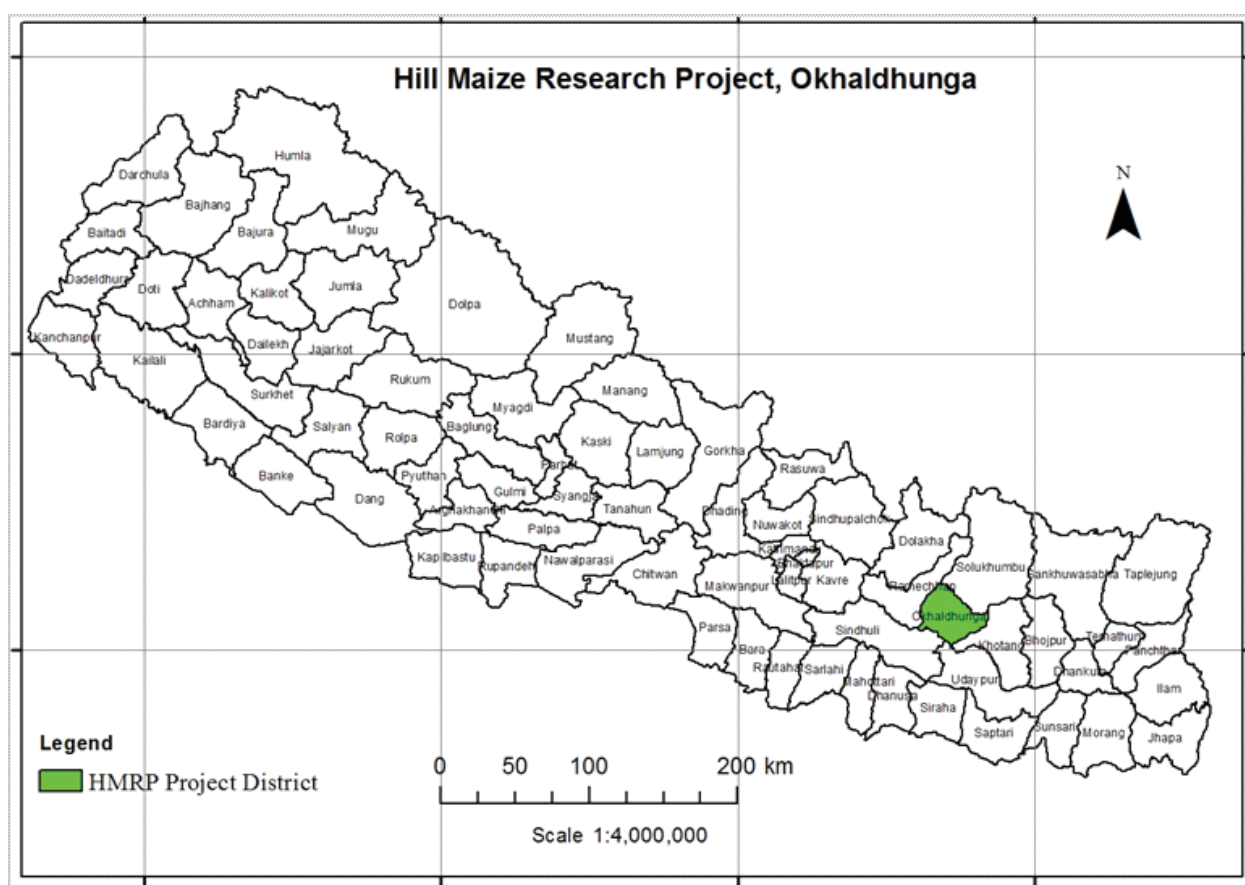 Hill Maize Research Project, Okhaldhunga
N
Humla
Darchula
Bajhang
Baitadi
Bajura
Mugu
Dadeldhura
Doti
Achham
Kalikot
Jumla
Dolpa
Kanchanpur
Kailali
Dailekh
Jajarkot
Mustang
Surkhet
Rukum
Manang
Bardiya
Salyan
Rolpa
Baglung
Myagdi
Kaski
Lamjung
Gorkha
Banke
Dang
Pyuthan
Gulmi
Syangja
Tanahun
Rasuwa
Palpa
Dhading
Nuwakot
Sindhupalchok
Dolakha
Kapilbastu
Rupandehi
Nawalparasi
Chitwan
Makwanpur
Bhaktapur
Lalitpur
Kavre
Ramechhap
Solukhumbu
Sankhuwasabha
Taplejung
Okhaldhunga
Parsa
Bara
Sindhuli
Khotang
Bhojpur
Panchthar
Rautahat
Sarlahi
Mahottari
Dhanusa
Siraha
Udaypur
Dhankuta
Ilam
Saptari
Sunsari
Morang
Jhapa
Legend
HMRP Project District
0 50 100 200 km
Scale 1:4,000,000